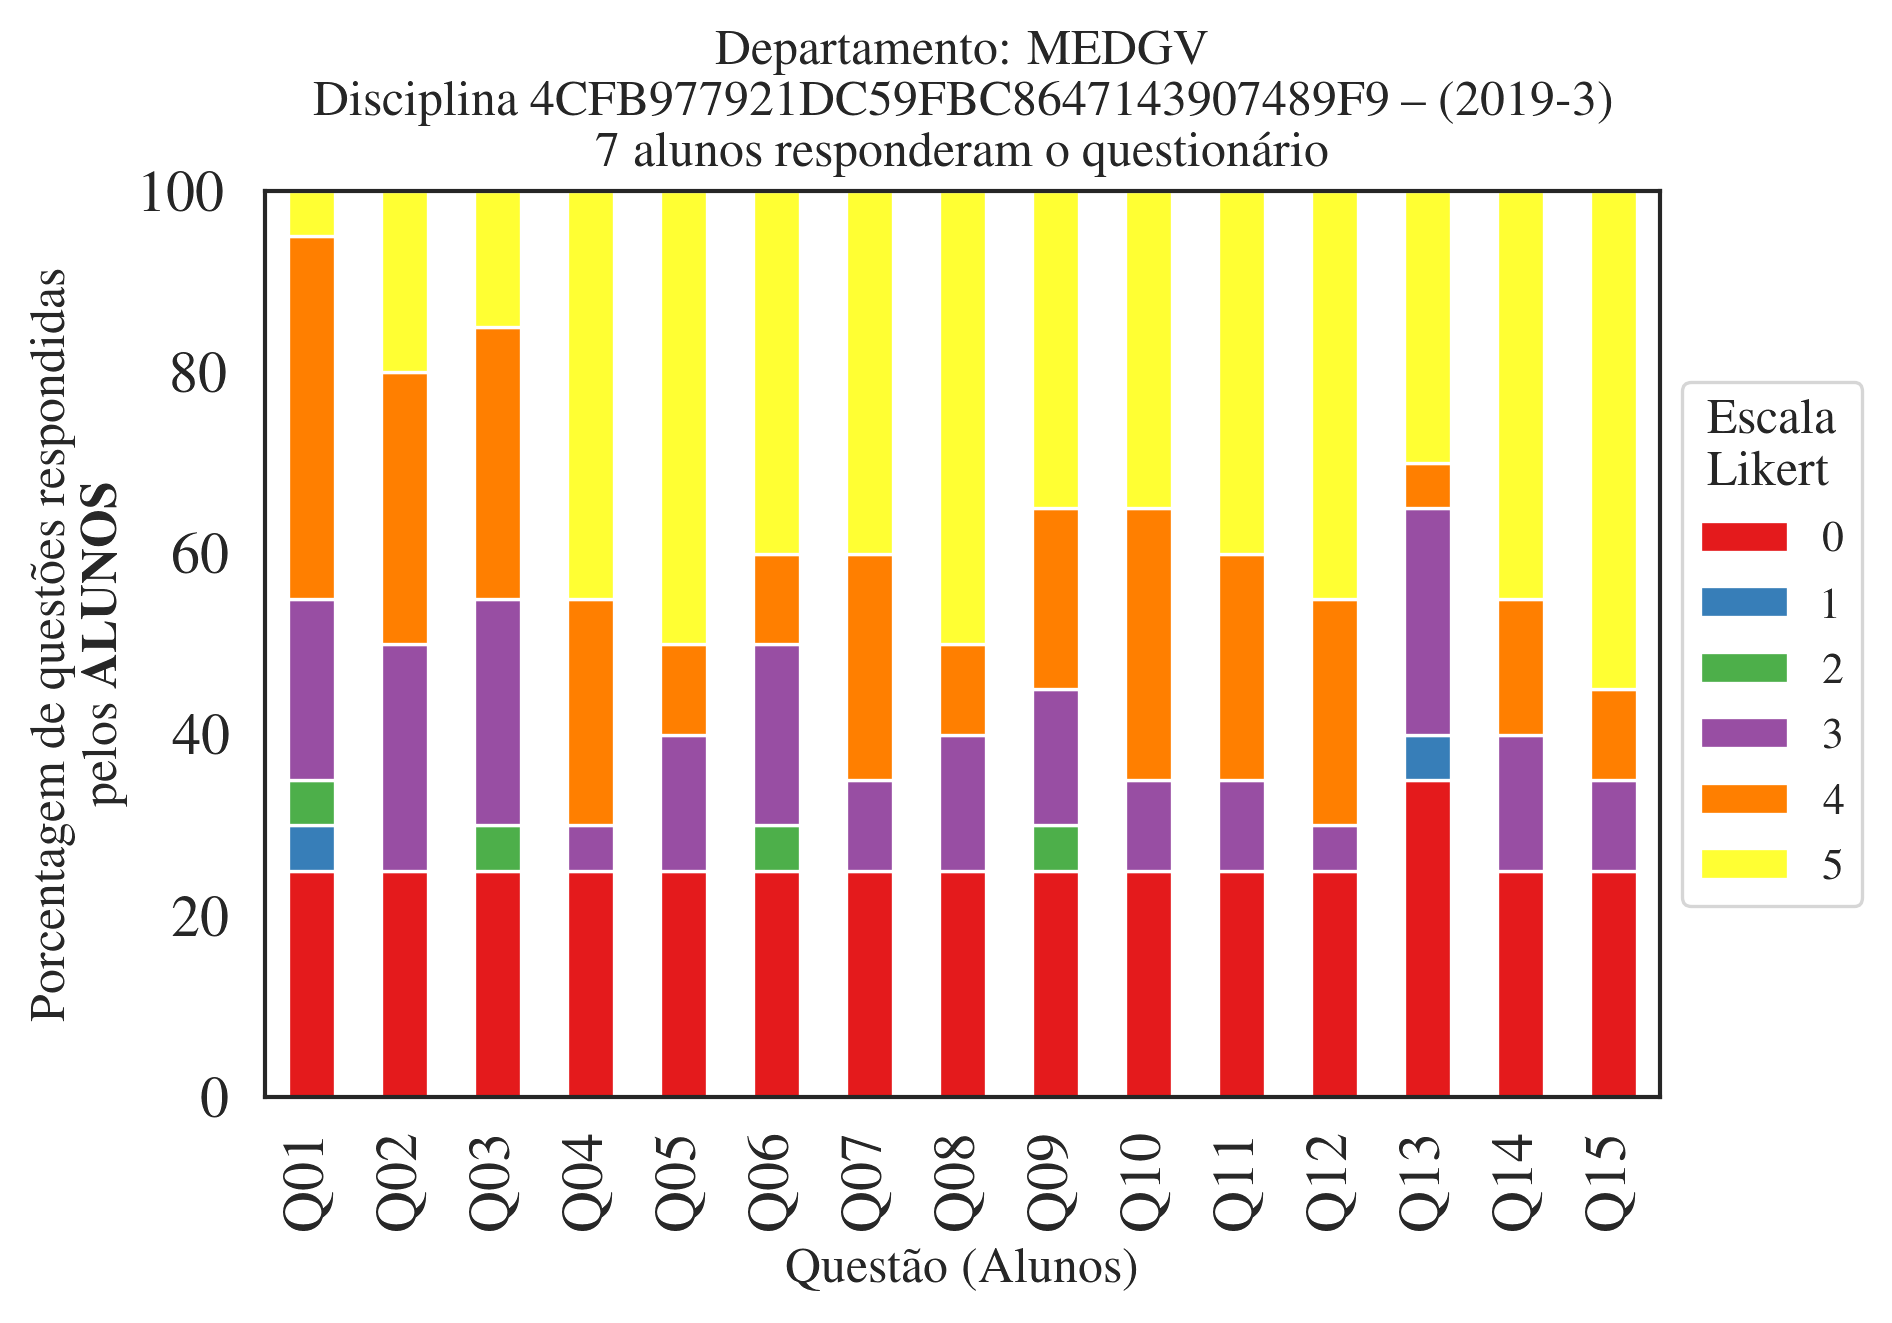 Departamento: MEDGV
Disciplina 4CFB977921DC59FBC8647143907489F9 – (2019-3)
7 alunos responderam o questionário
Porcentagem de questões respondidas
pelos ALUNOS
100
80
60
40
20
0
Q01
Q02
Q03
Q04
Q05
Q06
Q07
Q08
Q09
Q10
Q11
Q12
Q13
Q14
Q15
Questão (Alunos)
Escala
Likert
0
1
2
3
4
5